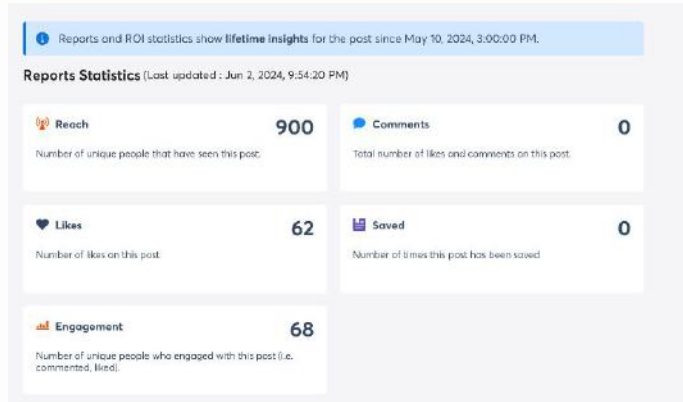 Reports and ROI statistics show lifetime insights for the post since May 10, 2024, 3:00:00 PM.
Reports Statistics (Last updated : Jun 2, 2024, 9:54:20 PM)
Reach 900
Number of unique people that have seen this post.
Comments 0
Total number of likes and comments on this post.
Likes 62
Number of likes on this post
Saved 0
Number of times this post has been saved
Engagement 68
Number of unique people who engaged with this post (i.e.
commented, liked).